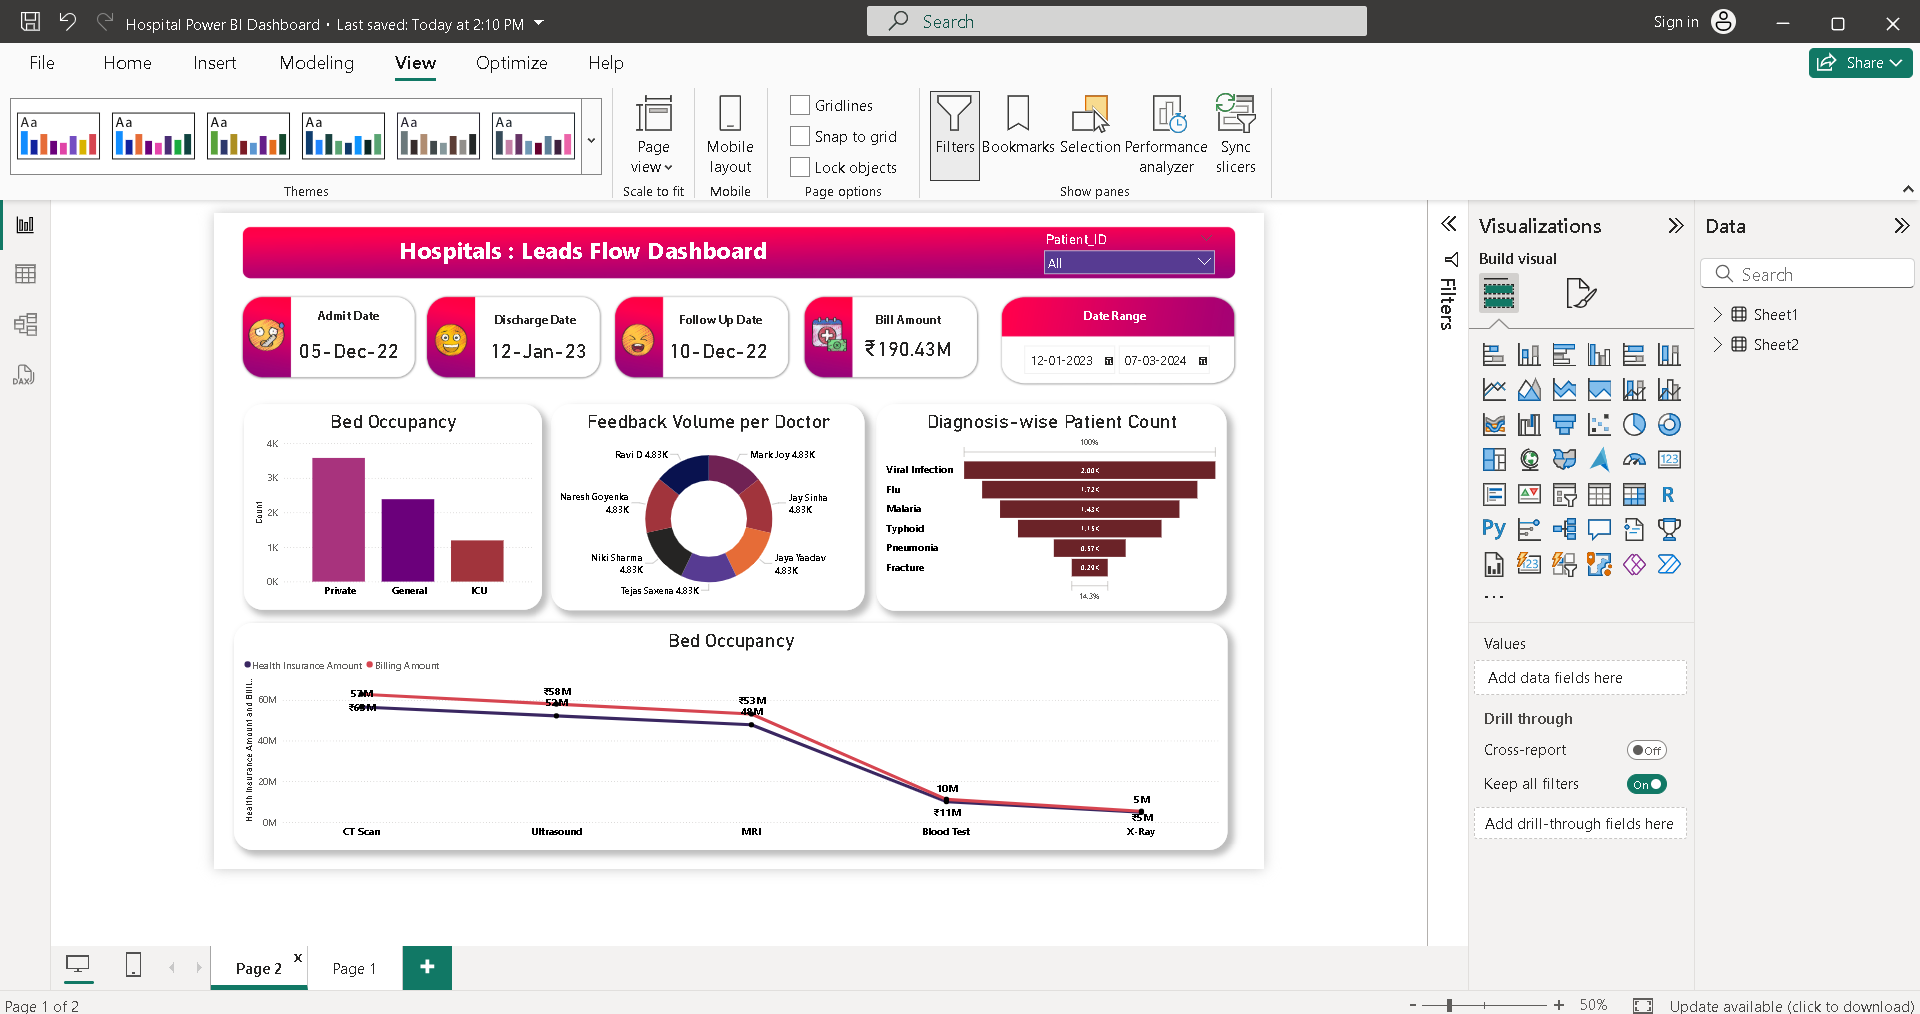 Hospital Power BI Dashboard • Last saved: Today at 2:10 PM
Search
Sign in
File Home Insert Modeling View Optimize Help
Share
Aa Aa Aa Aa Aa Aa
Themes
Page view
Scale to fit
Mobile layout
Mobile
Gridlines
Snap to grid
Lock objects
Page options
Filters
Bookmarks
Selection
Performance analyzer
Sync slicers
Show panes
DAX
Hospitals : Leads Flow Dashboard
Patient_ID
All
Admit Date
05-Dec-22
Discharge Date
12-Jan-23
Follow Up Date
10-Dec-22
Bill Amount
₹190.43M
Date Range
12-01-2023 07-03-2024
Bed Occupancy
Count
4K
3K
2K
1K
0K
Private General ICU
Feedback Volume per Doctor
Ravi D 4.83K
Mark Joy 4.83K
Naresh Goyenka 4.83K
Jay Sinha 4.83K
Niki Sharma 4.83K
Jaya Yaadav 4.83K
Tejas Saxena 4.83K
Diagnosis-wise Patient Count
100%
Viral Infection 2.00K
Flu 1.72K
Malaria 1.43K
Typhoid 1.15K
Pneumonia 0.57K
Fracture 0.29K
14.3%
Bed Occupancy
Health Insurance Amount Billing Amount
Health Insurance Amount and Billi...
60M
40M
20M
0M
57M
₹63M
₹58M
52M
₹53M
48M
10M
₹11M
5M
₹5M
CT Scan Ultrasound MRI Blood Test X-Ray
Filters
Visualizations
Build visual
123
R
Py
123
...
Values
Add data fields here
Drill through
Cross-report Off
Keep all filters On
Add drill-through fields here
Data
Search
Sheet1
Sheet2
Page 2 x
Page 1
+
Page 1 of 2
- + 50%
Update available (click to download)